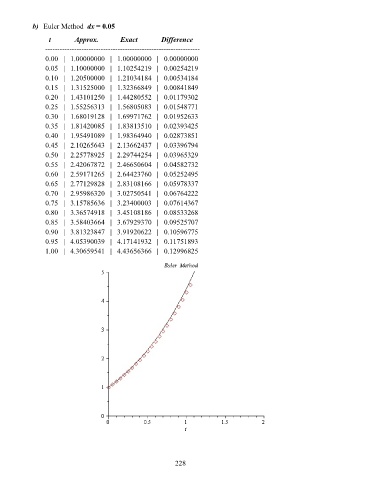 b) Euler Method dx = 0.05
t Approx. Exact Difference
------------------------------------------------------------
0.00 | 1.00000000 | 1.00000000 | 0.00000000
0.05 | 1.10000000 | 1.10254219 | 0.00254219
0.10 | 1.20500000 | 1.21034184 | 0.00534184
0.15 | 1.31525000 | 1.32366849 | 0.00841849
0.20 | 1.43101250 | 1.44280552 | 0.01179302
0.25 | 1.55256313 | 1.56805083 | 0.01548771
0.30 | 1.68019128 | 1.69971762 | 0.01952633
0.35 | 1.81420085 | 1.83813510 | 0.02393425
0.40 | 1.95491089 | 1.98364940 | 0.02873851
0.45 | 2.10265643 | 2.13662437 | 0.03396794
0.50 | 2.25778925 | 2.29744254 | 0.03965329
0.55 | 2.42067872 | 2.46650604 | 0.04582732
0.60 | 2.59171265 | 2.64423760 | 0.05252495
0.65 | 2.77129828 | 2.83108166 | 0.05978337
0.70 | 2.95986320 | 3.02750541 | 0.06764222
0.75 | 3.15785636 | 3.23400003 | 0.07614367
0.80 | 3.36574918 | 3.45108186 | 0.08533268
0.85 | 3.58403664 | 3.67929370 | 0.09525707
0.90 | 3.81323847 | 3.91920622 | 0.10596775
0.95 | 4.05390039 | 4.17141932 | 0.11751893
1.00 | 4.30659541 | 4.43656366 | 0.12996825
Euler Method
5
4
3
2
1
0
0 0.5 1 1.5 2
t
228